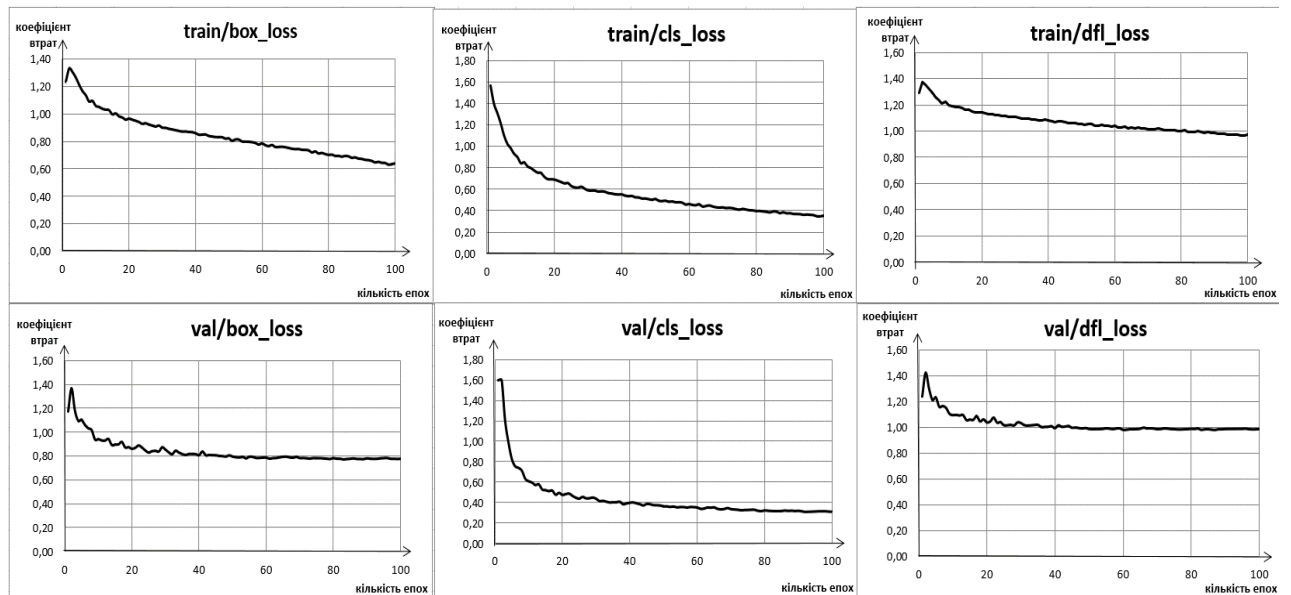 коефіцієнт
втрат
train/box_loss
1,40
1,20
1,00
0,80
0,60
0,40
0,20
0,00
0 20 40 60 80 100
кількість епох
коефіцієнт
втрат
train/cls_loss
1,80
1,60
1,40
1,20
1,00
0,80
0,60
0,40
0,20
0,00
0 20 40 60 80 100
кількість епох
коефіцієнт
втрат
train/dfl_loss
1,60
1,40
1,20
1,00
0,80
0,60
0,40
0,20
0,00
0 20 40 60 80 100
кількість епох
коефіцієнт
втрат
val/box_loss
1,60
1,40
1,20
1,00
0,80
0,60
0,40
0,20
0,00
0 20 40 60 80 100
кількість епох
коефіцієнт
втрат
val/cls_loss
1,80
1,60
1,40
1,20
1,00
0,80
0,60
0,40
0,20
0,00
0 20 40 60 80 100
кількість епох
коефіцієнт
втрат
val/dfl_loss
1,60
1,40
1,20
1,00
0,80
0,60
0,40
0,20
0,00
0 20 40 60 80 100
кількість епох